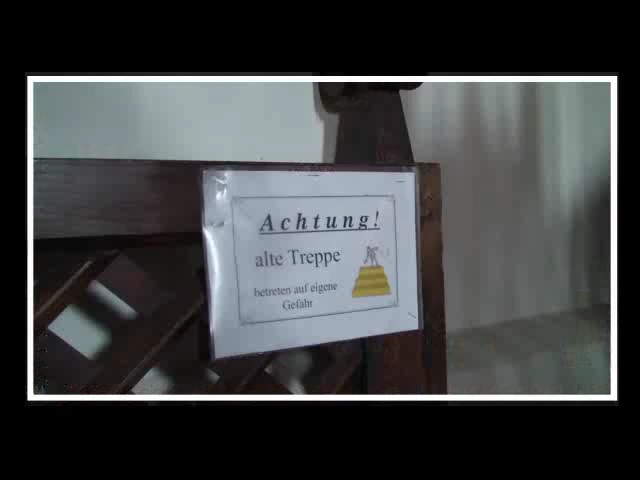 Achtung!
alte Treppe
betreten auf eigene
Gefahr